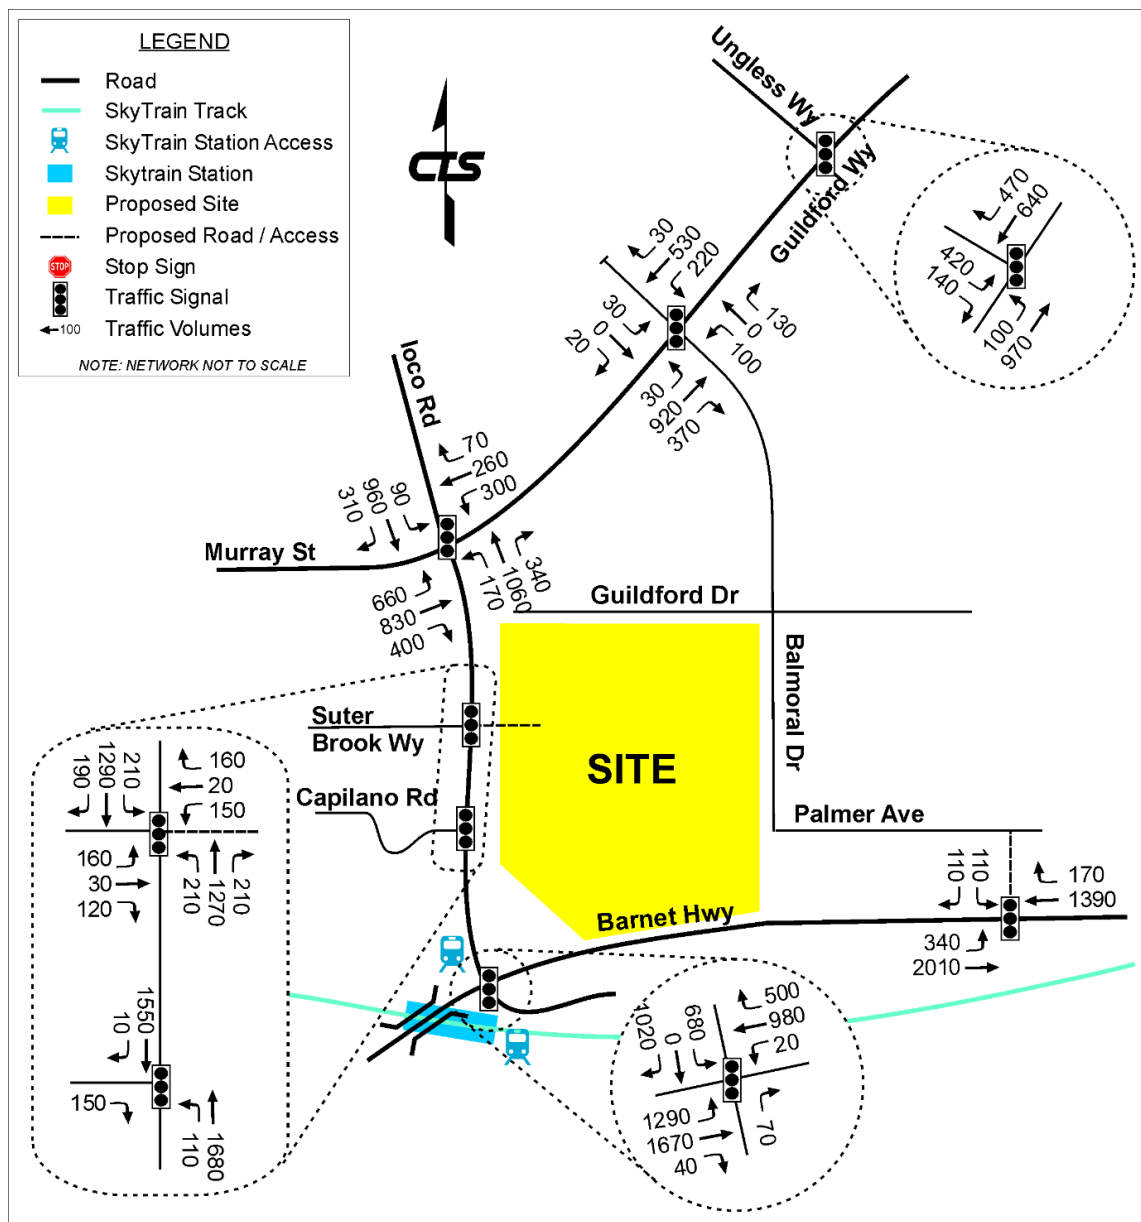 LEGEND
Road
SkyTrain Track
SkyTrain Station Access
Skytrain Station
Proposed Site
Proposed Road / Access
STOP
Stop Sign
Traffic Signal
100
Traffic Volumes
NOTE: NETWORK NOT TO SCALE
CTS
Ungless Wy
Guildford Wy
470
640
420
140
100
970
30
530
220
30
0
20
130
0
100
30
920
370
Ioco Rd
70
260
300
90
960
310
Murray St
660
830
400
170
1060
340
Guildford Dr
Balmoral Dr
Suter
Brook Wy
SITE
Capilano Rd
Palmer Ave
Barnet Hwy
110
110
170
1390
340
2010
190
1290
210
160
20
150
160
30
120
210
1270
210
1550
10
150
110
1680
1020
0
680
500
980
20
1290
1670
40
70